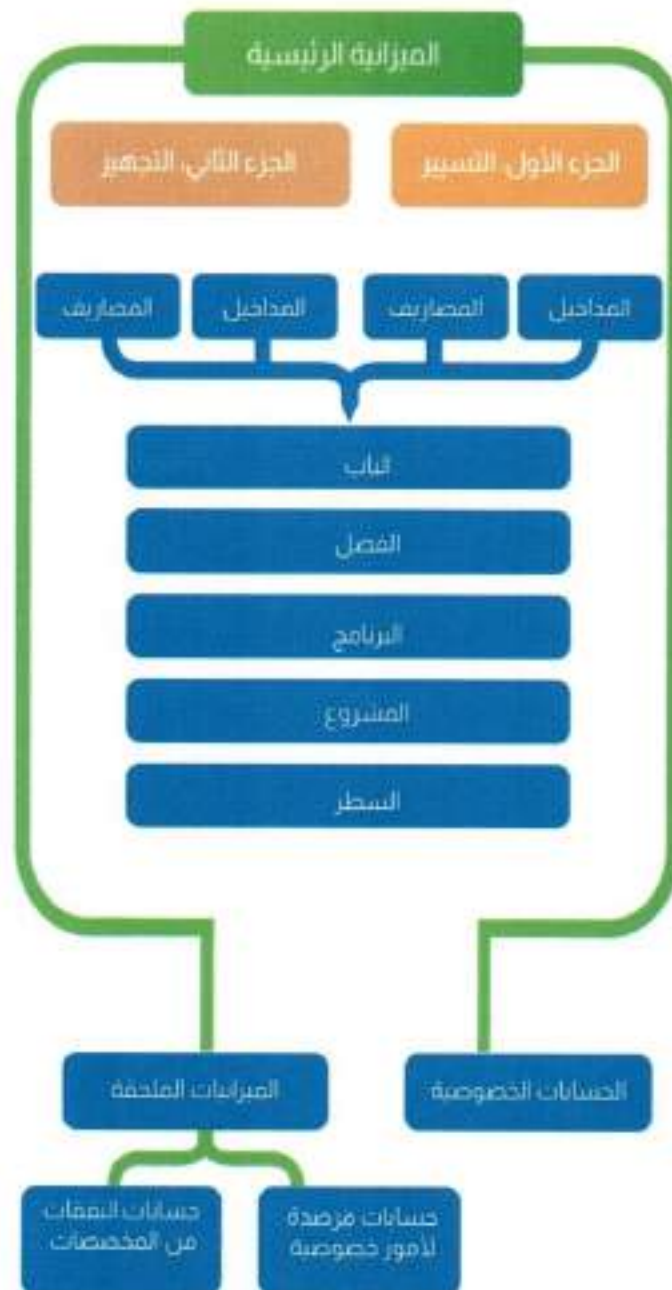 الميزانية الرئيسية
الجزء الأول، التسيير
الجزء الثاني، التجهيز
المداخيل
المصاريف
المداخيل
المصاريف
الباب
الفصل
البرنامج
المشروع
السطر
الحسابات الخصوصية
الميزانيات الملحقة
حسابات مرصدة
لأمور خصوصية
حسابات النفقات
من المخصصات